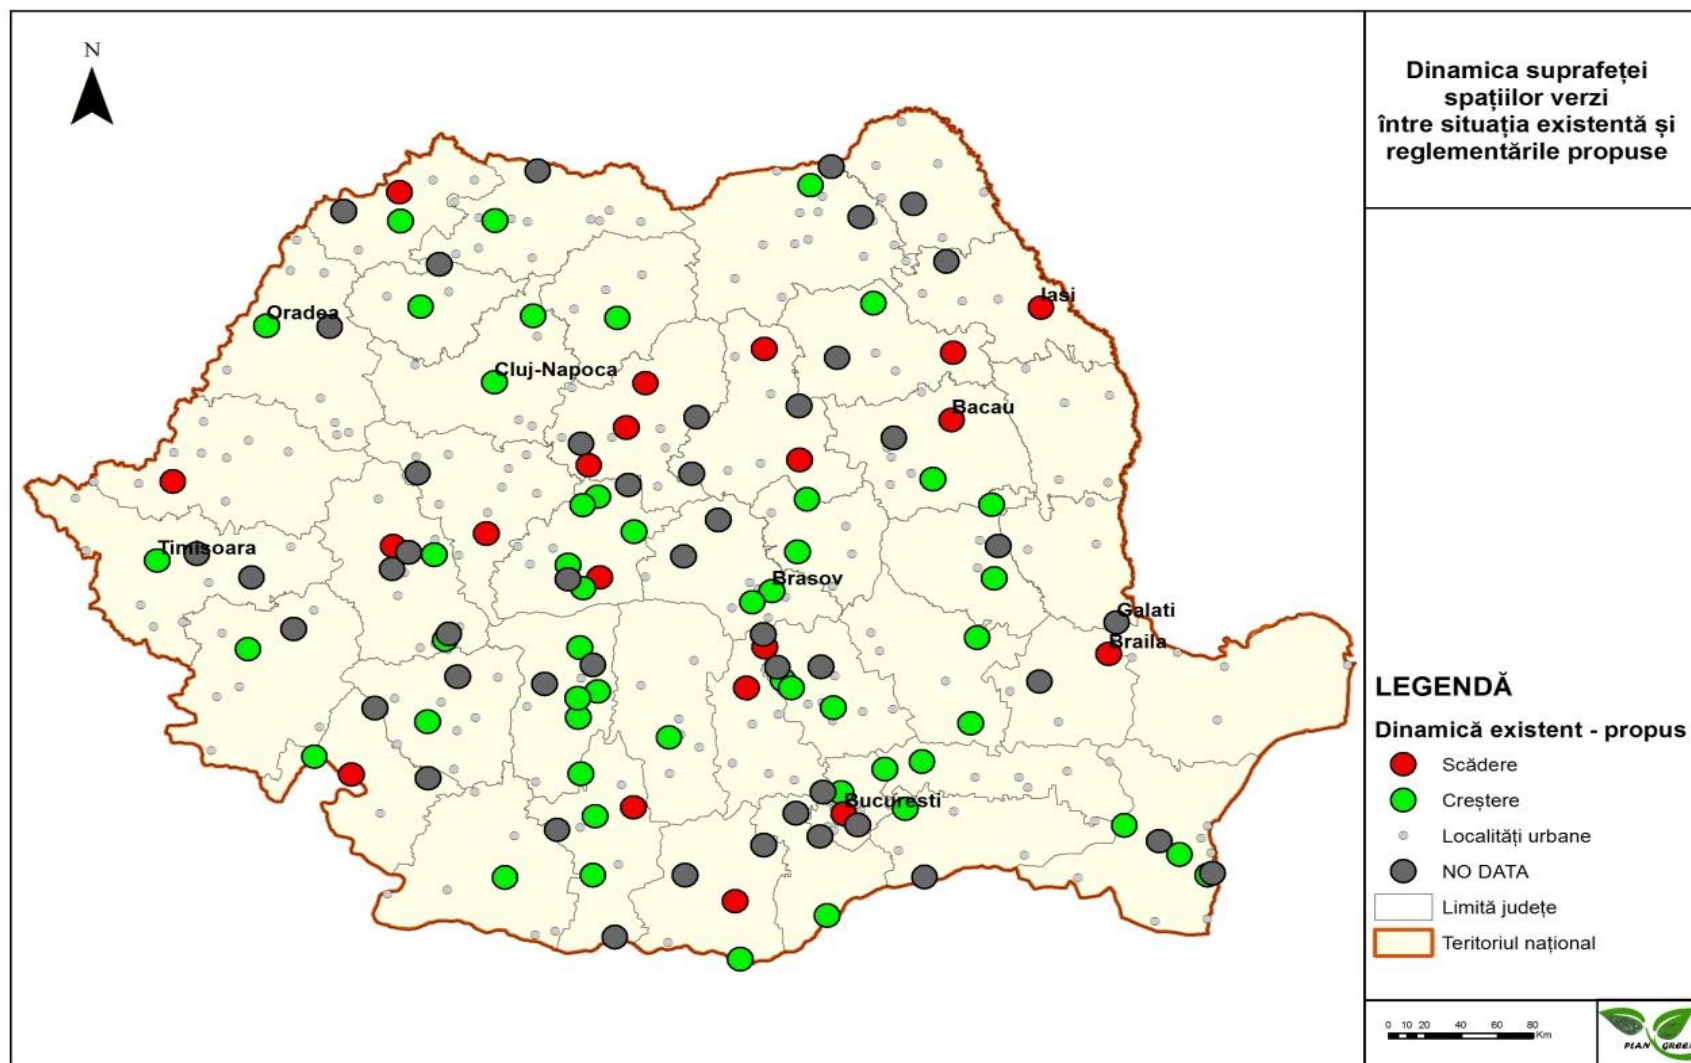 Dinamica suprafeței
spațiilor verzi
între situația existentă și
reglementările propuse
N
Iasi
Oradea
Cluj-Napoca
Bacau
Timisoara
Brasov
Galati
Braila
Bucuresti
LEGENDĂ
Dinamică existent - propus
Scădere
Creștere
Localități urbane
NO DATA
Limită județe
Teritoriul național
0 10 20 40 60 80
Km
PLAN GREEN